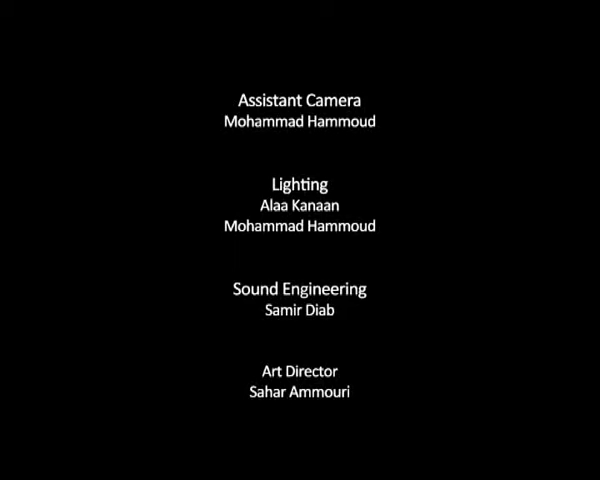 Assistant Camera
Mohammad Hammoud
Lighting
Alaa Kanaan
Mohammad Hammoud
Sound Engineering
Samir Diab
Art Director
Sahar Ammouri